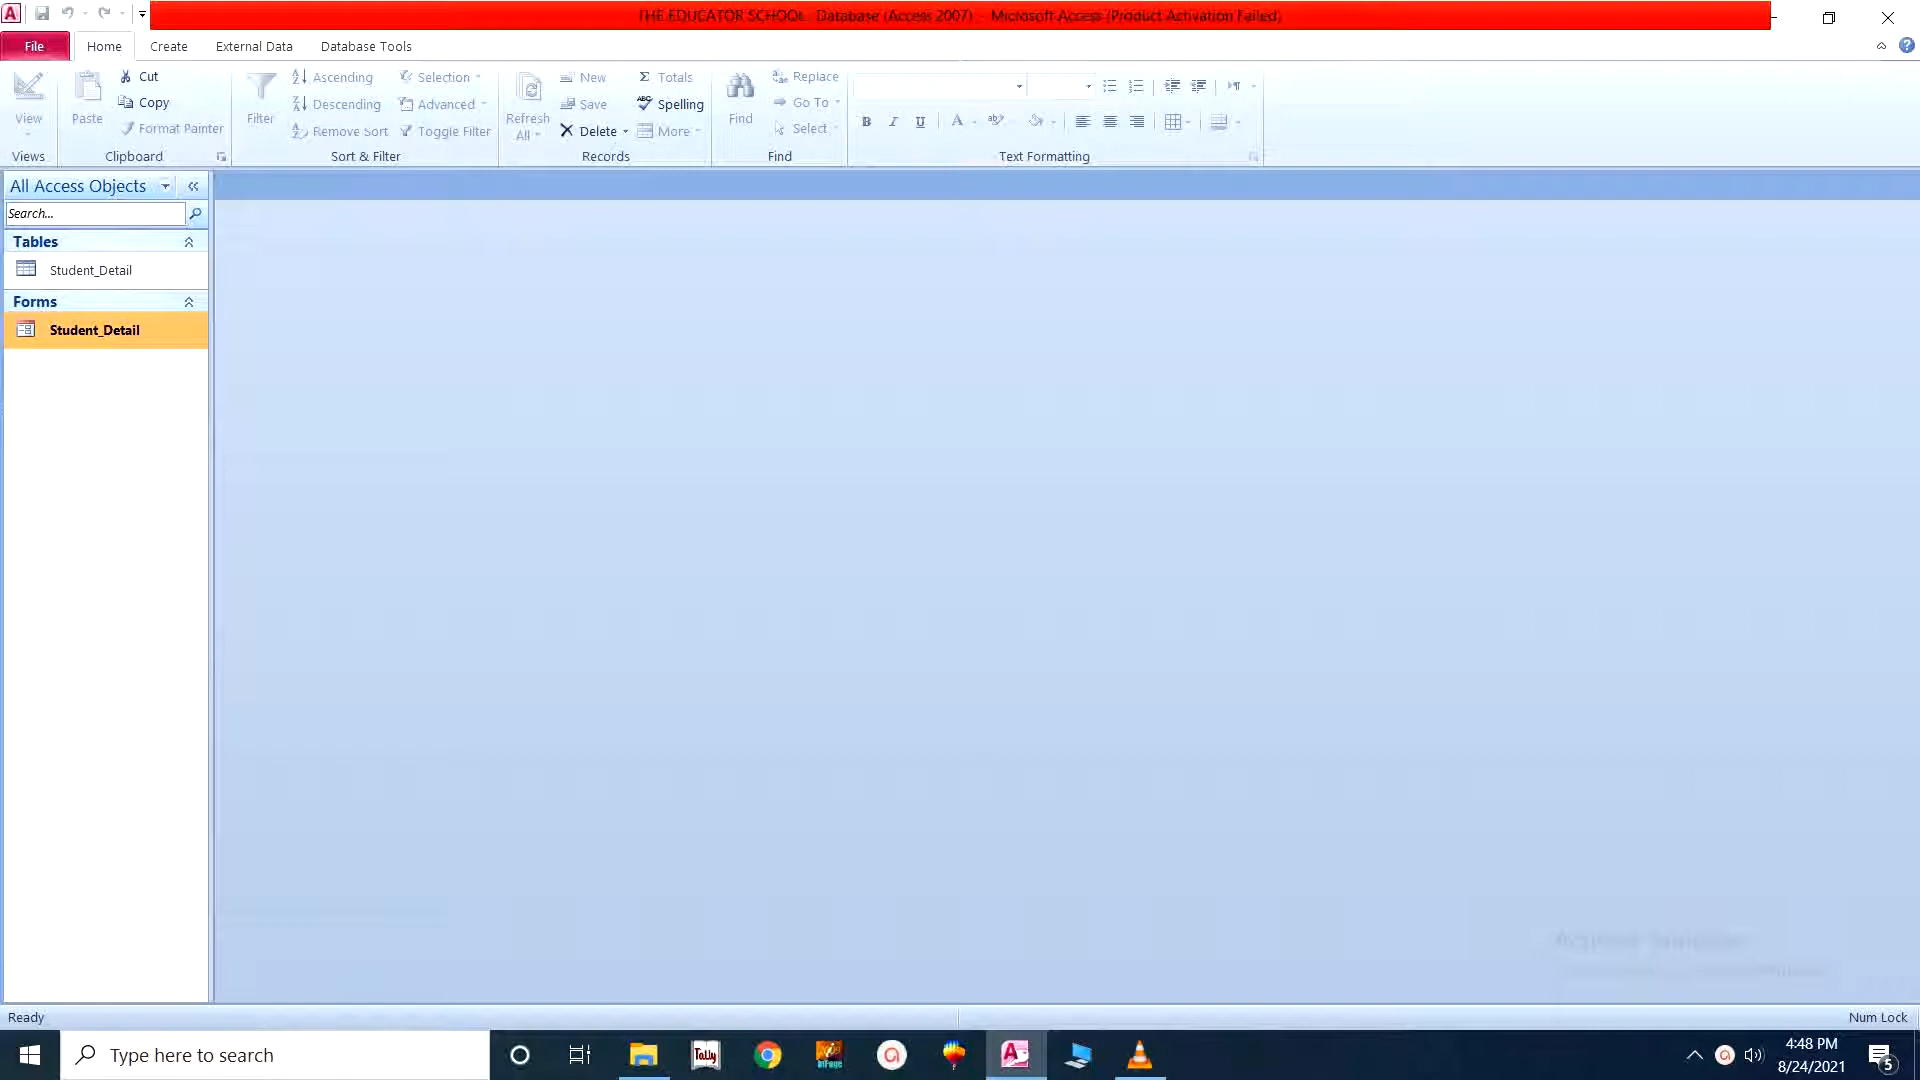 THE EDUCATOR SCHOOL : Database (Access 2007) - Microsoft Access (Product Activation Failed)
File Home Create External Data Database Tools
Cut
Copy
Format Painter
View
Paste
Views
Clipboard
Filter
Ascending
Descending
Remove Sort
Selection
Advanced
Toggle Filter
Sort & Filter
Refresh
All
New
Save
Delete
Totals
Spelling
More
Records
Find
Replace
Go To
Select
Find
B I U
Text Formatting
All Access Objects
Search...
Tables
Student_Detail
Forms
Student_Detail
Ready
Num Lock
Type here to search
Tally
InPage
4:48 PM
8/24/2021
5